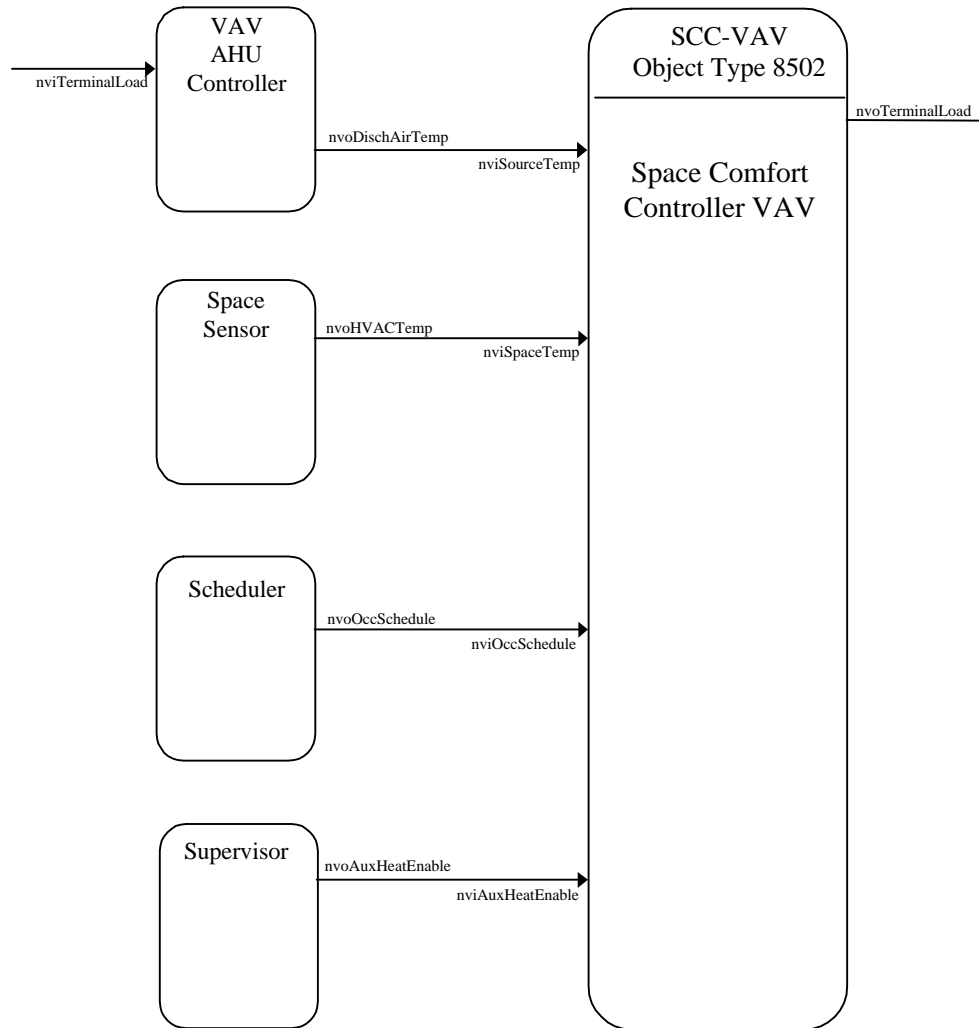 VAV
AHU
Controller
nviTerminalLoad
nvoDischAirTemp
nviSourceTemp
SCC-VAV
Object Type 8502
nvoTerminalLoad
Space Comfort
Controller VAV
Space
Sensor
nvoHVACTemp
nviSpaceTemp
Scheduler
nvoOccSchedule
nviOccSchedule
Supervisor
nvoAuxHeatEnable
nviAuxHeatEnable